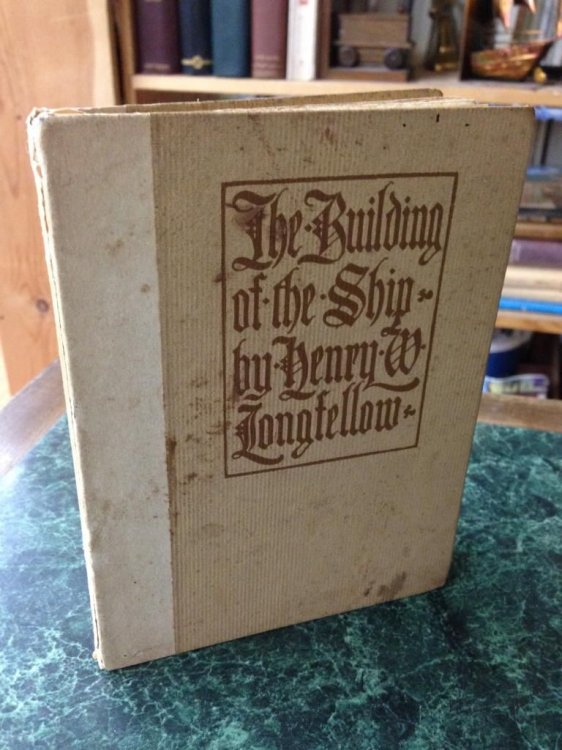 The·Building
of·the·Ship·
by·Henry·W·
Longfellow·